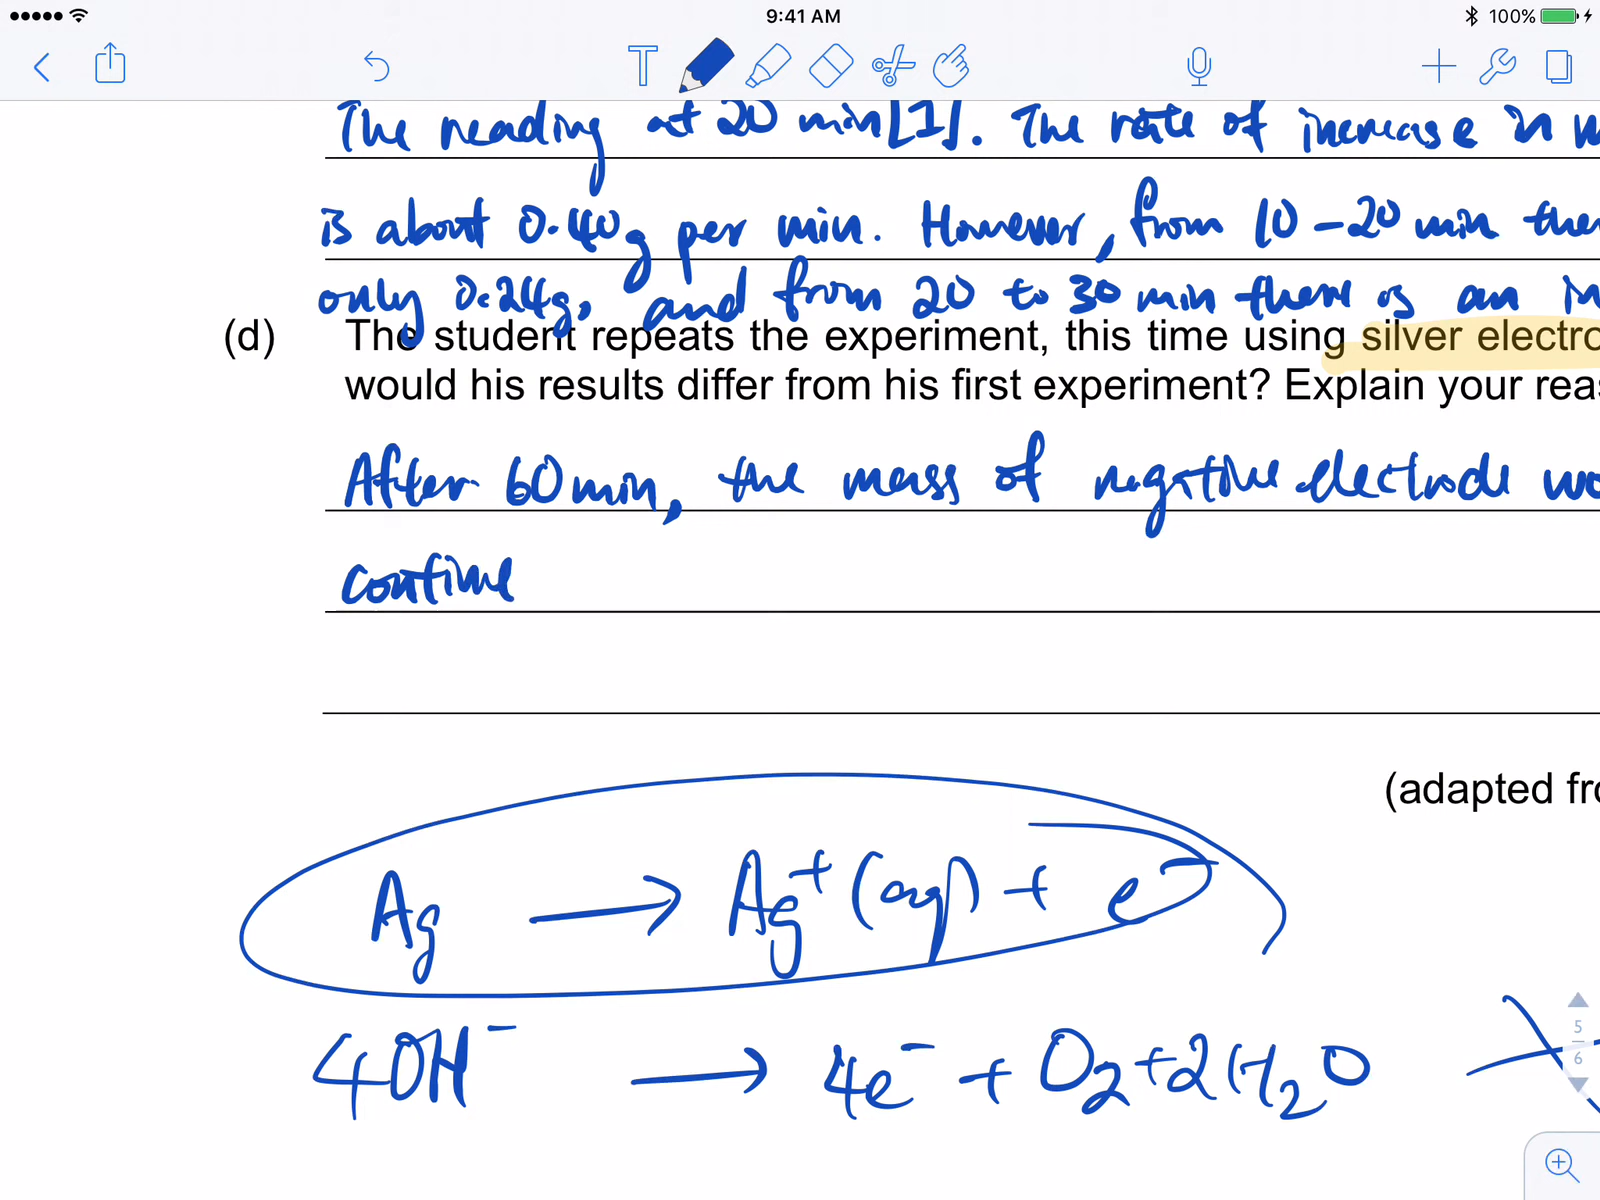 9:41 AM
100%
T
The reading at 20 min [1]. The rate of increase in
is about 0.40g per min. However, from 10-20 min
only 0.24g, and from 20 to 30 min there is an in
(d) The student repeats the experiment, this time using silver electro
would his results differ from his first experiment? Explain your rea
After 60min, the mass of negative electrode wo
continue
(adapted fro
Ag → Ag⁺ (aq) + e⁻
4OH⁻ → 4e⁻ + O₂ + 2H₂O
5
6